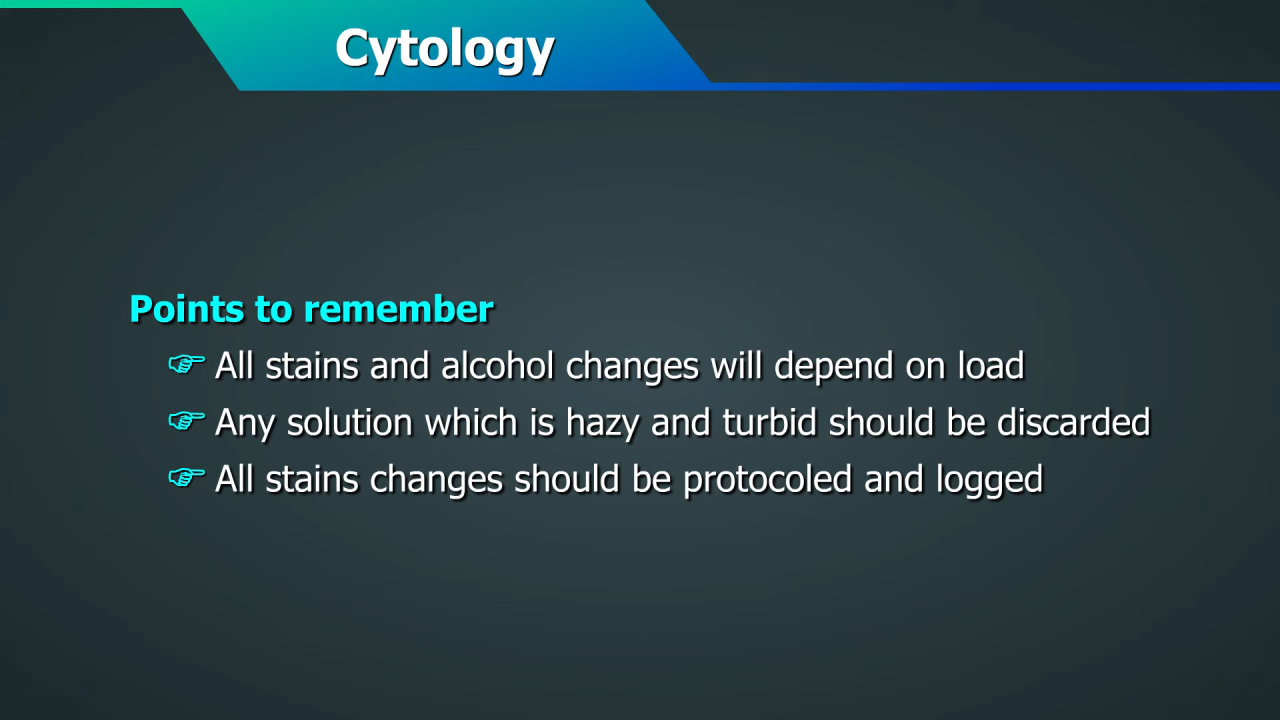 Cytology
Points to remember
☞ All stains and alcohol changes will depend on load
☞ Any solution which is hazy and turbid should be discarded
☞ All stains changes should be protocoled and logged